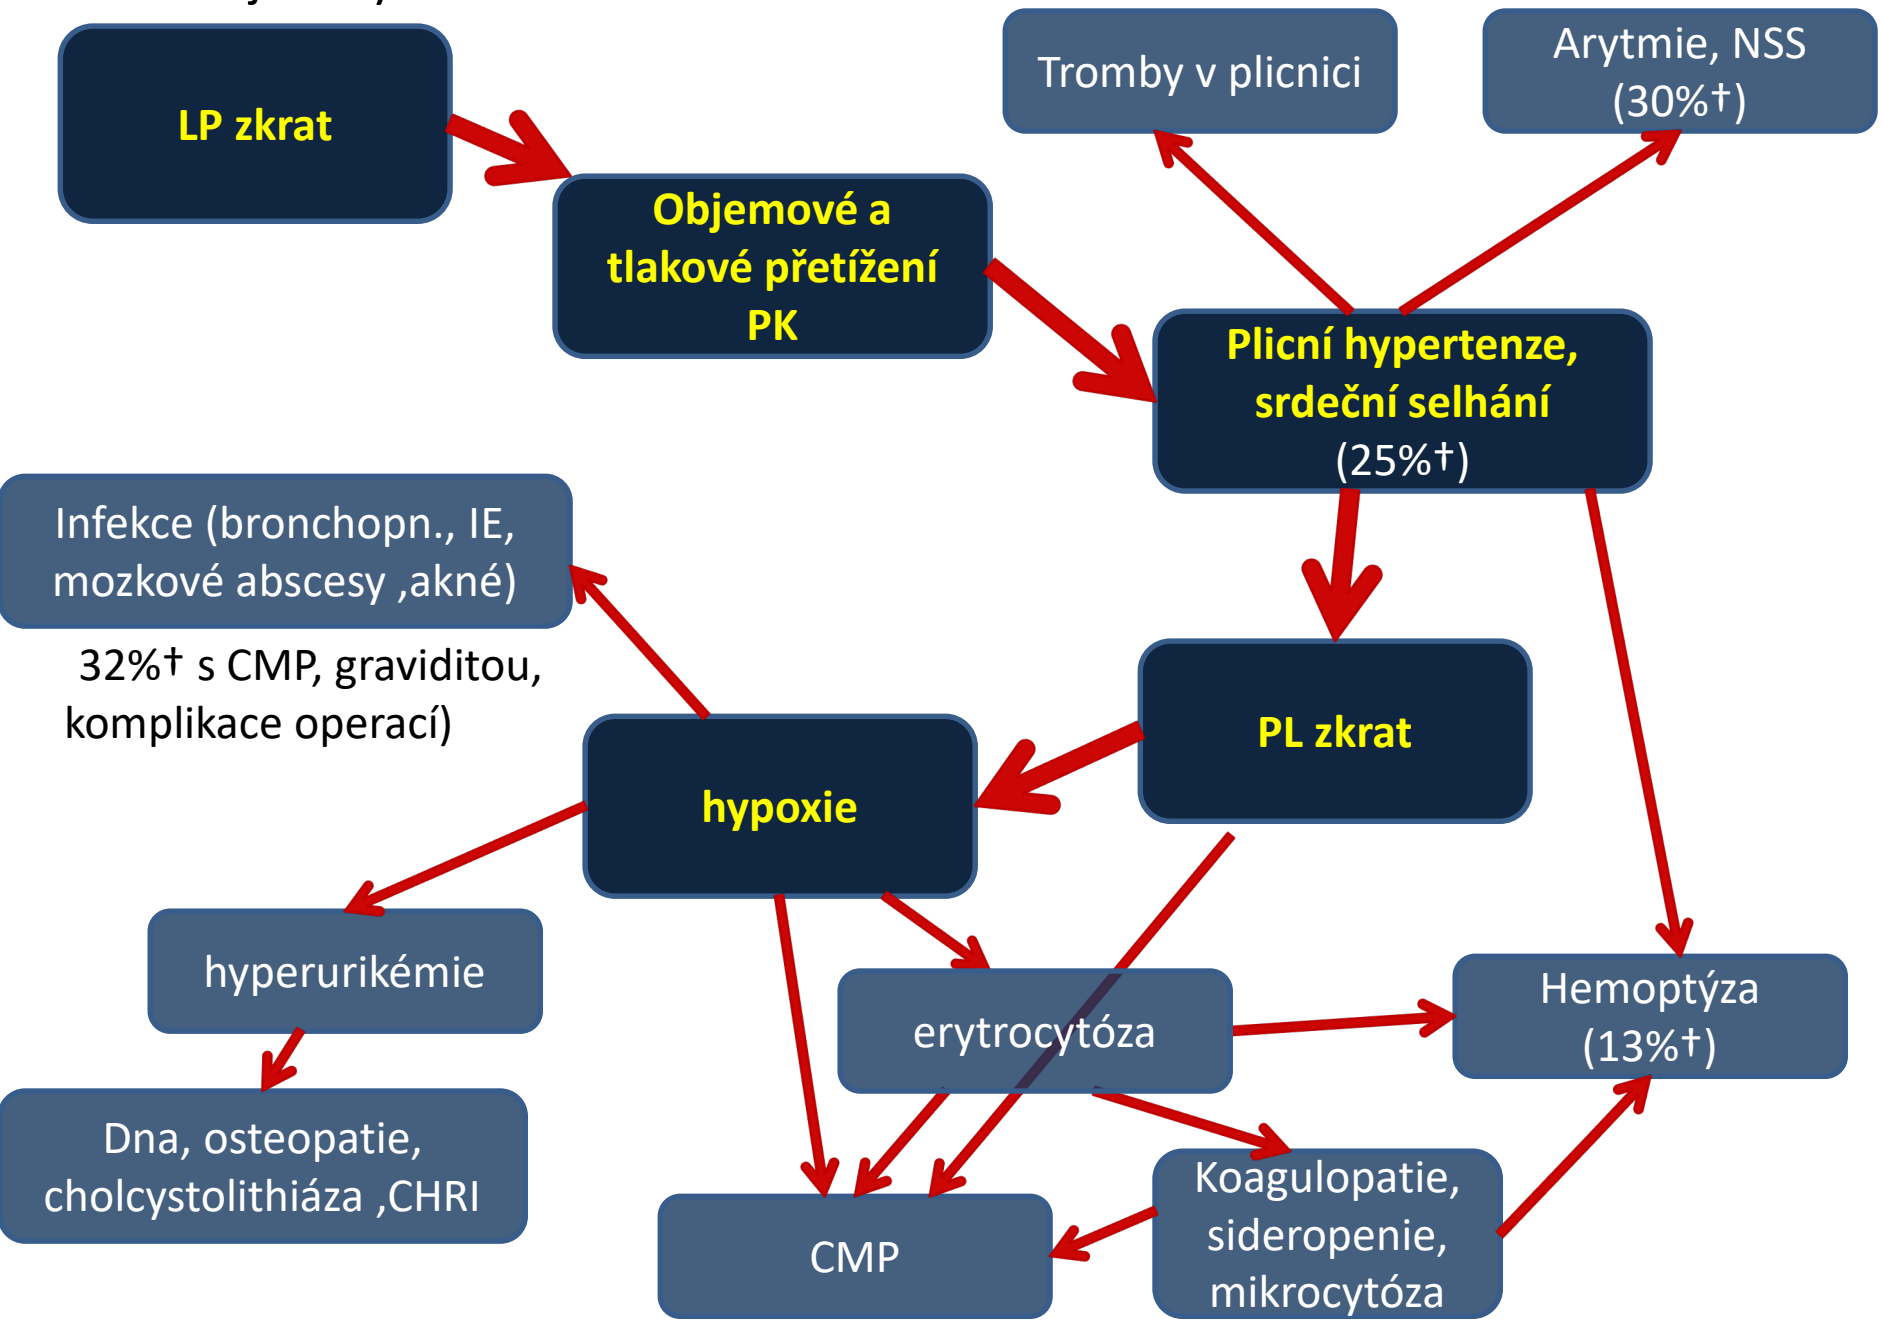 LP zkrat
Objemové a
tlakové přetížení
PK
Tromby v plicnici
Arytmie, NSS
(30%†)
Plicní hypertenze,
srdeční selhání
(25%†)
Infekce (bronchopn., IE,
mozkové abscesy ,akné)
32%† s CMP, graviditou,
komplikace operací)
PL zkrat
hypoxie
hyperurikémie
erytrocytóza
Hemoptýza
(13%†)
Dna, osteopatie,
cholcystolithiáza ,CHRI
CMP
Koagulopatie,
sideropenie,
mikrocytóza